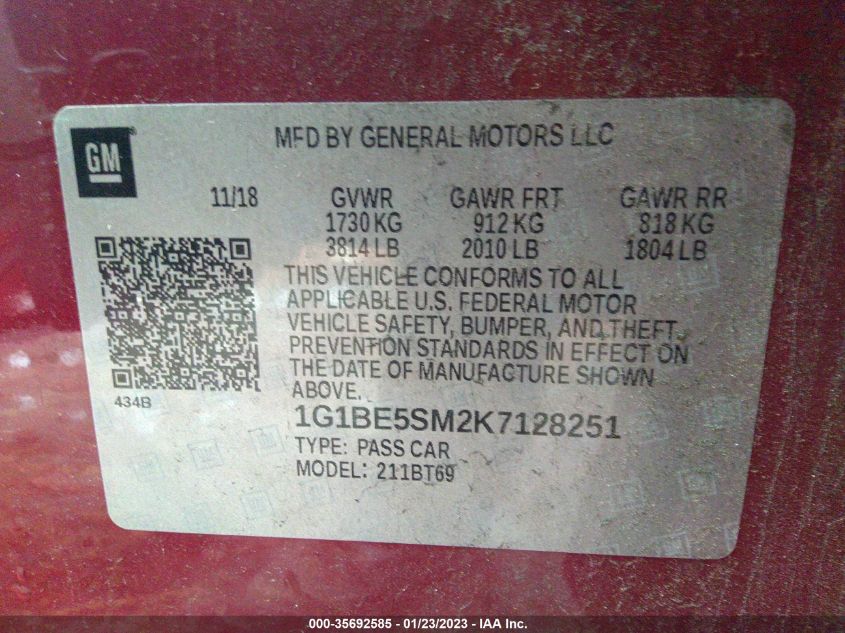 MFD BY GENERAL MOTORS LLC
GM
11/18 GVWR GAWR FRT GAWR RR
1730 KG 912 KG 818 KG
3814 LB 2010 LB 1804 LB
THIS VEHICLE CONFORMS TO ALL
APPLICABLE U.S. FEDERAL MOTOR
VEHICLE SAFETY, BUMPER, AND THEFT
PREVENTION STANDARDS IN EFFECT ON
THE DATE OF MANUFACTURE SHOWN
ABOVE.
434B
1G1BE5SM2K7128251
TYPE: PASS CAR
MODEL: 211BT69
000-35692585 / 01/23/2023 - IAA Inc.